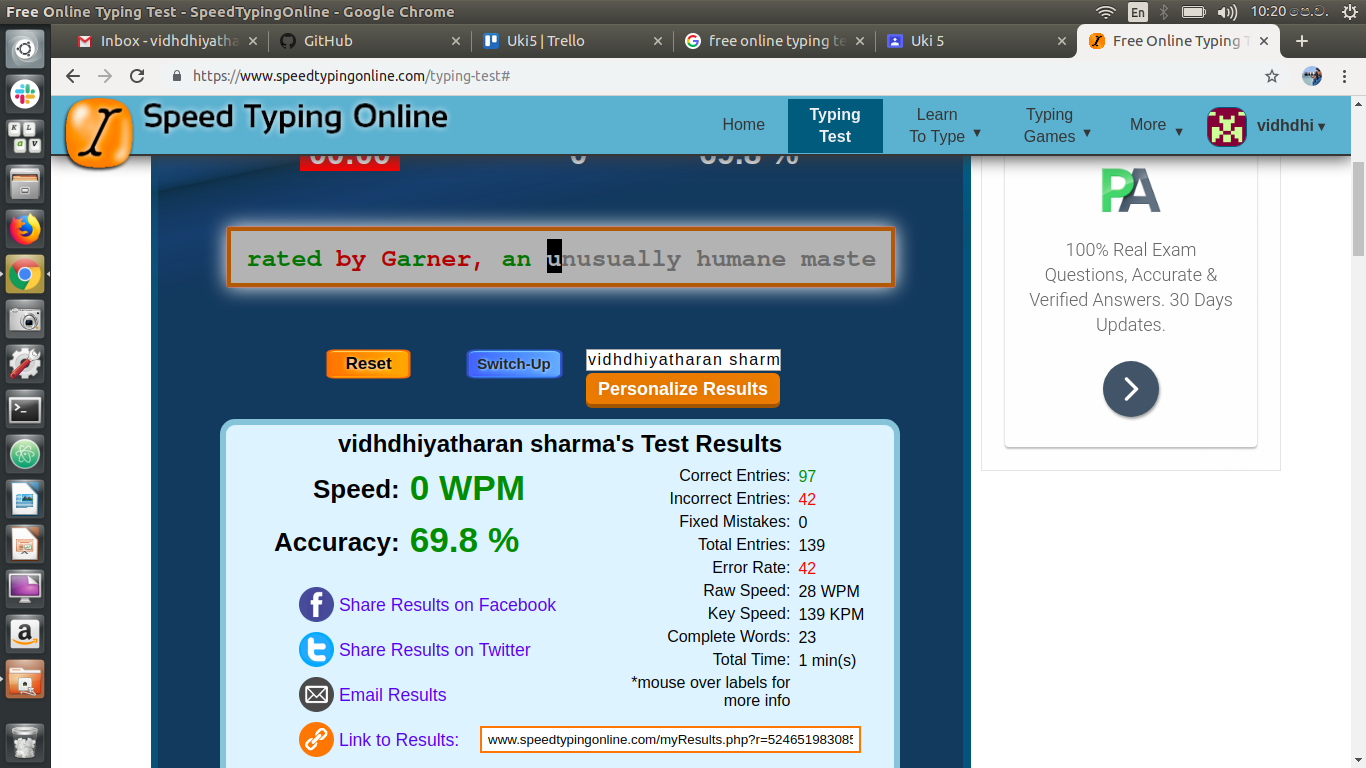 Free Online Typing Test - SpeedTypingOnline - Google Chrome
En
10:20 පෙ.ව.
Inbox - vidhdhiyatha
GitHub
Uki5 | Trello
free online typing te
Uki 5
Free Online Typing T
https://www.speedtypingonline.com/typing-test#
Speed Typing Online
Home
Typing Test
Learn To Type
Typing Games
More
vidhdhi
00:00
0
69.8 %
rated by Garner, an unusually humane maste
Reset
Switch-Up
vidhdhiyatharan sharm
Personalize Results
vidhdhiyatharan sharma's Test Results
Speed: 0 WPM
Accuracy: 69.8 %
Share Results on Facebook
Share Results on Twitter
Email Results
Link to Results: www.speedtypingonline.com/myResults.php?r=524651983085
Correct Entries: 97
Incorrect Entries: 42
Fixed Mistakes: 0
Total Entries: 139
Error Rate: 42
Raw Speed: 28 WPM
Key Speed: 139 KPM
Complete Words: 23
Total Time: 1 min(s)
*mouse over labels for
more info
PA
100% Real Exam
Questions, Accurate &
Verified Answers. 30 Days
Updates.